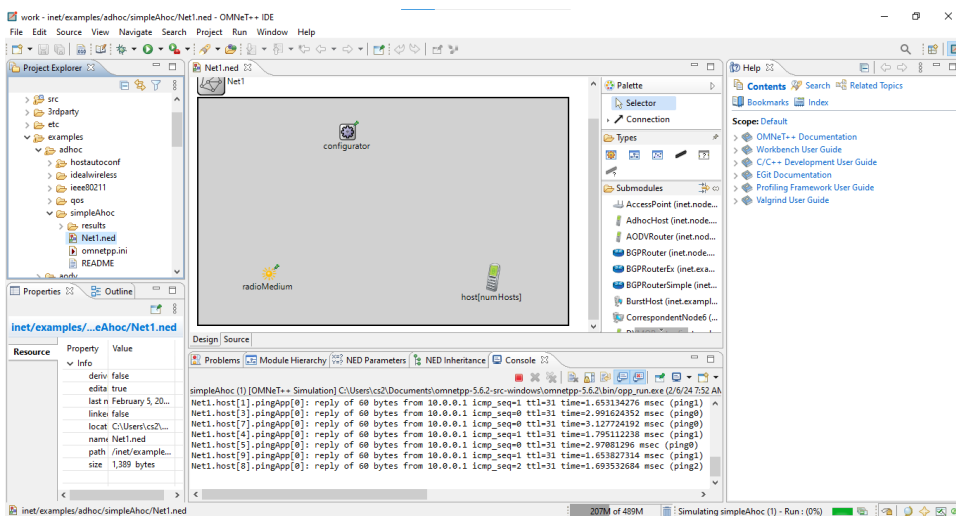 work - inet/examples/adhoc/simpleAhoc/Net1.ned - OMNeT++ IDE
File Edit Source View Navigate Search Project Run Window Help
Project Explorer
src
3rdparty
etc
examples
adhoc
hostautoconf
idealwireless
ieee80211
qos
simpleAhoc
results
Net1.ned
omnetpp.ini
README
andy
Properties Outline
inet/examples/...eAhoc/Net1.ned
Resource
Property Value
Info
deriv false
edita true
last n February 5, 20...
linke false
locat C:\Users\cs2\...
name Net1.ned
path /inet/example...
size 1,389 bytes
Net1.ned
Net1
configurator
radioMedium
host[numHosts]
Palette
Selector
Connection
Types
Submodules
AccessPoint (inet.node...
AdhocHost (inet.node....
AODVRouter (inet.nod...
BGPRouter (inet.node....
BGPRouterEx (inet.exa...
BGPRouterSimple (inet...
BurstHost (inet.exampl...
CorrespondentNode6 (...
Design Source
Problems Module Hierarchy NED Parameters NED Inheritance Console
simpleAhoc (1) [OMNeT++ Simulation] C:\Users\cs2\Documents\omnetpp-5.6.2-src-windows\omnetpp-5.6.2\bin/opp_run.exe (2/6/24 7:52 AM
Net1.host[1].pingApp[0]: reply of 60 bytes from 10.0.0.1 icmp_seq=1 ttl=31 time=1.653134276 msec (ping1)
Net1.host[3].pingApp[0]: reply of 60 bytes from 10.0.0.1 icmp_seq=0 ttl=31 time=2.991624352 msec (ping0)
Net1.host[7].pingApp[0]: reply of 60 bytes from 10.0.0.1 icmp_seq=0 ttl=31 time=3.127724192 msec (ping0)
Net1.host[4].pingApp[0]: reply of 60 bytes from 10.0.0.1 icmp_seq=1 ttl=31 time=1.795112238 msec (ping1)
Net1.host[5].pingApp[0]: reply of 60 bytes from 10.0.0.1 icmp_seq=0 ttl=31 time=2.97081296 msec (ping0)
Net1.host[9].pingApp[0]: reply of 60 bytes from 10.0.0.1 icmp_seq=1 ttl=31 time=1.653827314 msec (ping1)
Net1.host[8].pingApp[0]: reply of 60 bytes from 10.0.0.1 icmp_seq=2 ttl=31 time=1.693532684 msec (ping2)
Help
Contents Search Related Topics
Bookmarks Index
Scope: Default
OMNeT++ Documentation
Workbench User Guide
C/C++ Development User Guide
EGit Documentation
Profiling Framework User Guide
Valgrind User Guide
inet/examples/adhoc/simpleAhoc/Net1.ned
207M of 489M
Simulating simpleAhoc (1) - Run : (0%)